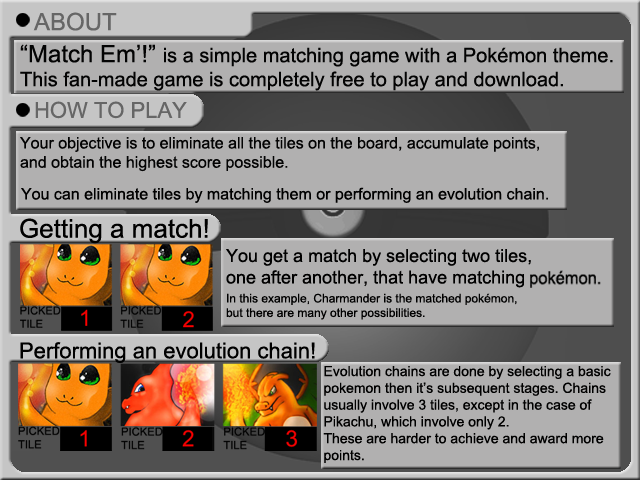 ABOUT
“Match Em’!” is a simple matching game with a Pokémon theme.
This fan-made game is completely free to play and download.
HOW TO PLAY
Your objective is to eliminate all the tiles on the board, accumulate points,
and obtain the highest score possible.
You can eliminate tiles by matching them or performing an evolution chain.
Getting a match!
PICKED
TILE 1
PICKED
TILE 2
You get a match by selecting two tiles,
one after another, that have matching pokémon.
In this example, Charmander is the matched pokémon,
but there are many other possibilities.
Performing an evolution chain!
PICKED
TILE 1
PICKED
TILE 2
PICKED
TILE 3
Evolution chains are done by selecting a basic
pokemon then it’s subsequent stages. Chains
usually involve 3 tiles, except in the case of
Pikachu, which involve only 2.
These are harder to achieve and award more
points.